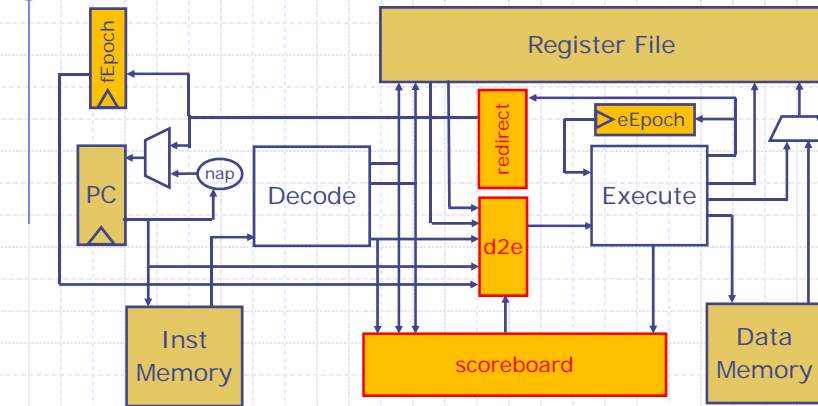 fEpoch
Register File
redirect
eEpoch
PC
nap
Decode
Execute
d2e
Inst
Memory
scoreboard
Data
Memory